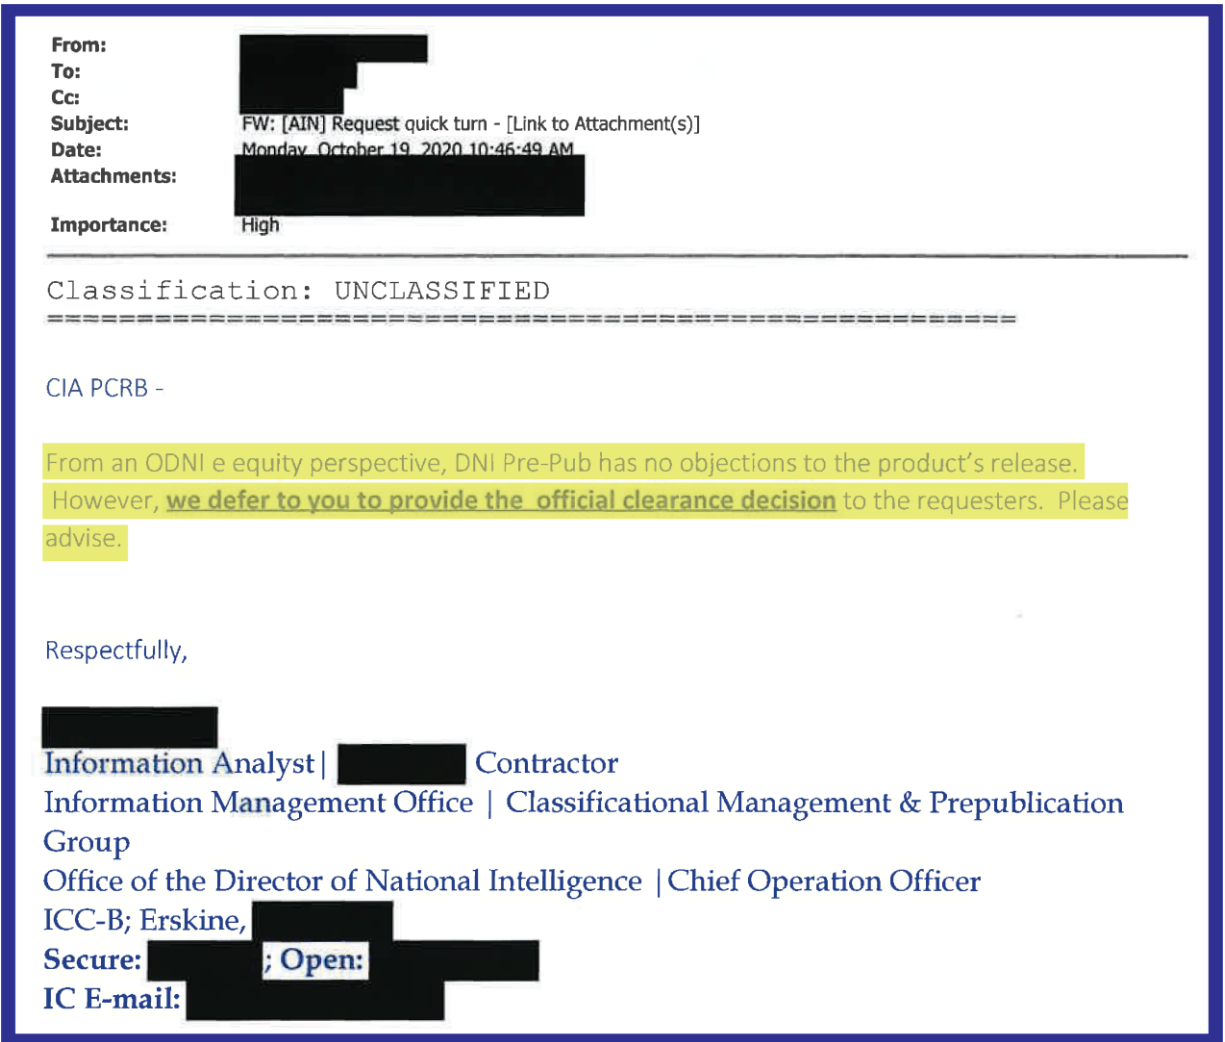 From:
To:
Cc:
Subject: FW: [AIN] Request quick turn - [Link to Attachment(s)]
Date: Monday, October 19, 2020 10:46:49 AM
Attachments:
Importance: High
Classification: UNCLASSIFIED
======================================================
CIA PCRB -
From an ODNI e equity perspective, DNI Pre-Pub has no objections to the product's release.
However, we defer to you to provide the official clearance decision to the requesters. Please
advise.
Respectfully,
Information Analyst| Contractor
Information Management Office | Classificational Management & Prepublication
Group
Office of the Director of National Intelligence |Chief Operation Officer
ICC-B; Erskine,
Secure: ; Open:
IC E-mail: